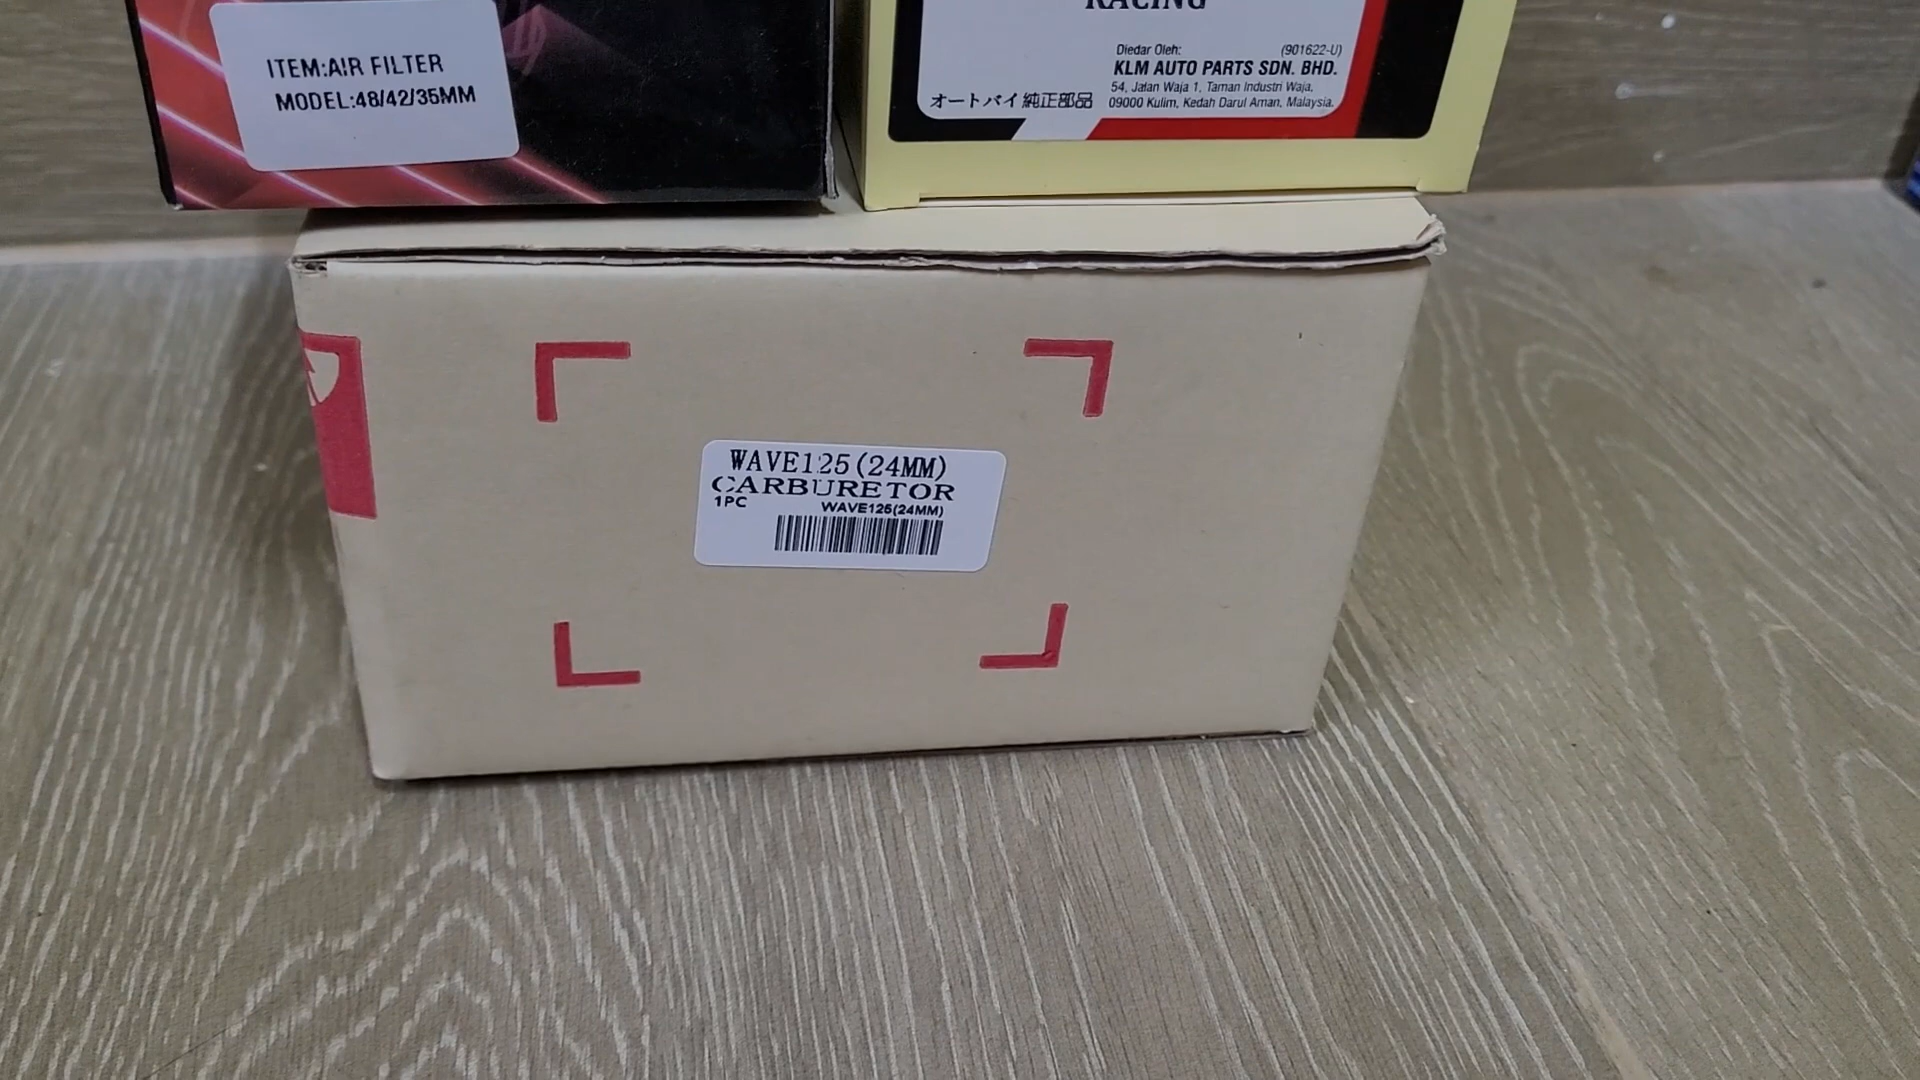 ITEM:AIR FILTER
MODEL:48/42/35MM
RACING
Diedar Oleh: (901622-U)
KLM AUTO PARTS SDN. BHD.
54, Jalan Waja 1, Taman Industri Waja,
オートバイ純正部品 09000 Kulim, Kedah Darul Aman, Malaysia.
WAVE125(24MM)
CARBURETOR
1PC WAVE125(24MM)